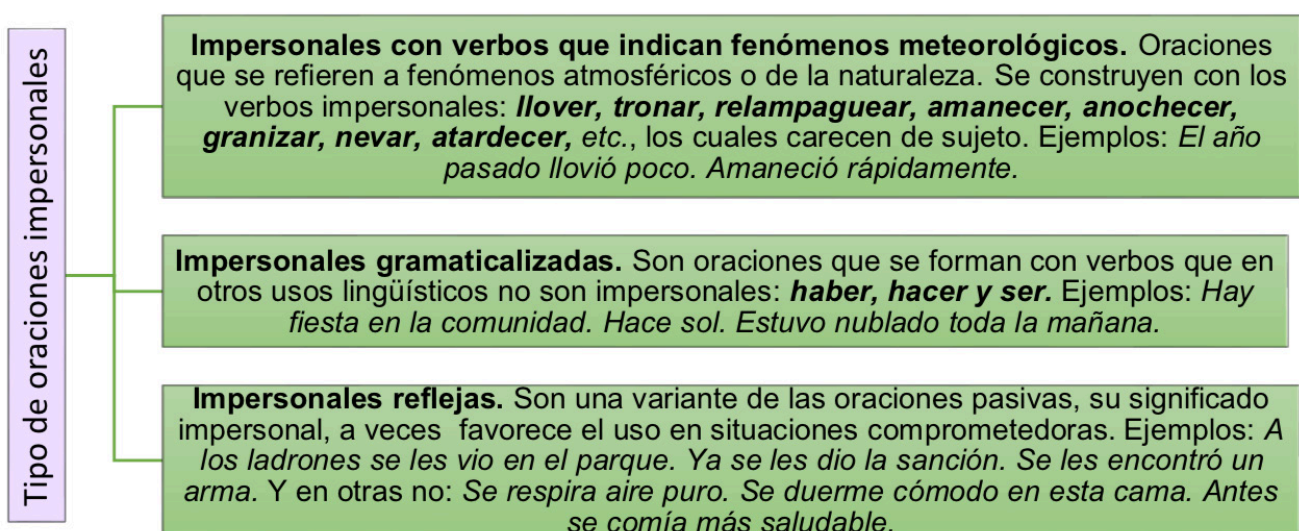 Tipo de oraciones impersonales
Impersonales con verbos que indican fenómenos meteorológicos. Oraciones
que se refieren a fenómenos atmosféricos o de la naturaleza. Se construyen con los
verbos impersonales: llover, tronar, relampaguear, amanecer, anochecer,
granizar, nevar, atardecer, etc., los cuales carecen de sujeto. Ejemplos: El año
pasado llovió poco. Amaneció rápidamente.
Impersonales gramaticalizadas. Son oraciones que se forman con verbos que en
otros usos lingüísticos no son impersonales: haber, hacer y ser. Ejemplos: Hay
fiesta en la comunidad. Hace sol. Estuvo nublado toda la mañana.
Impersonales reflejas. Son una variante de las oraciones pasivas, su significado
impersonal, a veces favorece el uso en situaciones comprometedoras. Ejemplos: A
los ladrones se les vio en el parque. Ya se les dio la sanción. Se les encontró un
arma. Y en otras no: Se respira aire puro. Se duerme cómodo en esta cama. Antes
se comía más saludable.